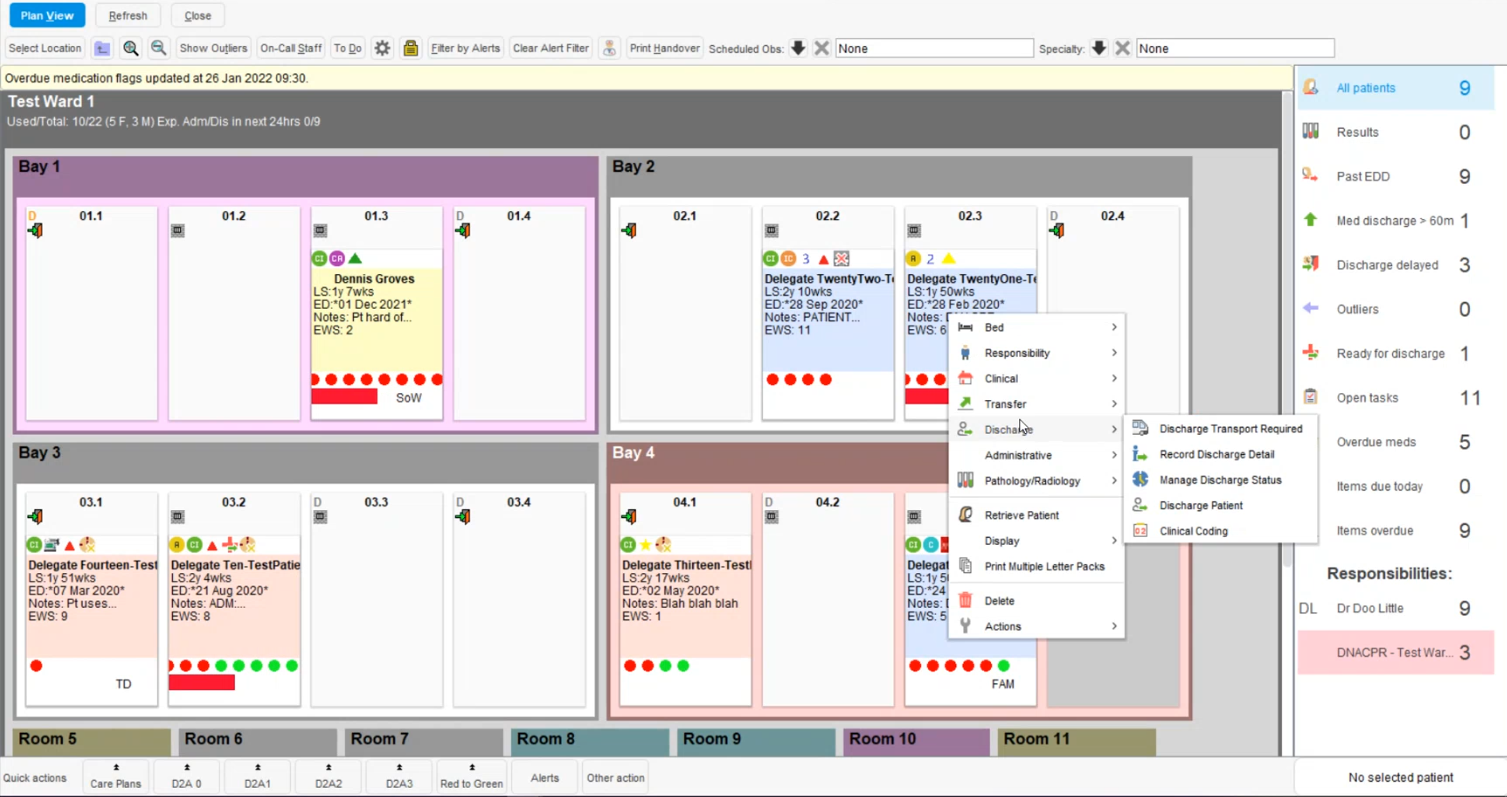 Plan View Refresh Close
Select Location Show Outliers On-Call Staff To Do Filter by Alerts Clear Alert Filter Print Handover Scheduled Obs: None Specialty: None
Overdue medication flags updated at 26 Jan 2022 09:30.
Test Ward 1
Used/Total: 10/22 (5 F, 3 M) Exp. Adm/Dis in next 24hrs 0/9
Bay 1
D 01.1
01.2
01.3
CI CR
Dennis Groves
LS:1y 7wks
ED:*01 Dec 2021*
Notes: Pt hard of...
EWS: 2
SoW
D 01.4
Bay 2
02.1
02.2
CI IC 3
Delegate TwentyTwo-Te
LS:2y 10wks
ED:*28 Sep 2020*
Notes: PATIENT...
EWS: 11
02.3
A 2
Delegate TwentyOne-Te
LS:1y 50wks
ED:*28 Feb 2020*
Notes:
EWS: 6
D 02.4
Bed
Responsibility
Clinical
Transfer
Discharge
Administrative
Pathology/Radiology
Retrieve Patient
Display
Print Multiple Letter Packs
Delete
Actions
Discharge Transport Required
Record Discharge Detail
Manage Discharge Status
Discharge Patient
Clinical Coding
Bay 3
03.1
CI
Delegate Fourteen-Test
LS:1y 51wks
ED:*07 Mar 2020*
Notes: Pt uses...
EWS: 9
TD
03.2
A CI
Delegate Ten-TestPatie
LS:2y 4wks
ED:*21 Aug 2020*
Notes: ADM:...
EWS: 8
D 03.3
D 03.4
Bay 4
04.1
CI
Delegate Thirteen-Testl
LS:2y 17wks
ED:*02 May 2020*
Notes: Blah blah blah
EWS: 1
D 04.2
CI C
Delegat
LS:1y 5
ED:*24
Notes:
EWS: 5
FAM
Room 5
Room 6
Room 7
Room 8
Room 9
Room 10
Room 11
Quick actions Care Plans D2A 0 D2A1 D2A2 D2A3 Red to Green Alerts Other action
All patients 9
Results 0
Past EDD 9
Med discharge > 60m 1
Discharge delayed 3
Outliers 0
Ready for discharge 1
Open tasks 11
Overdue meds 5
Items due today 0
Items overdue 9
Responsibilities:
DL Dr Doo Little 9
DNACPR - Test War... 3
No selected patient